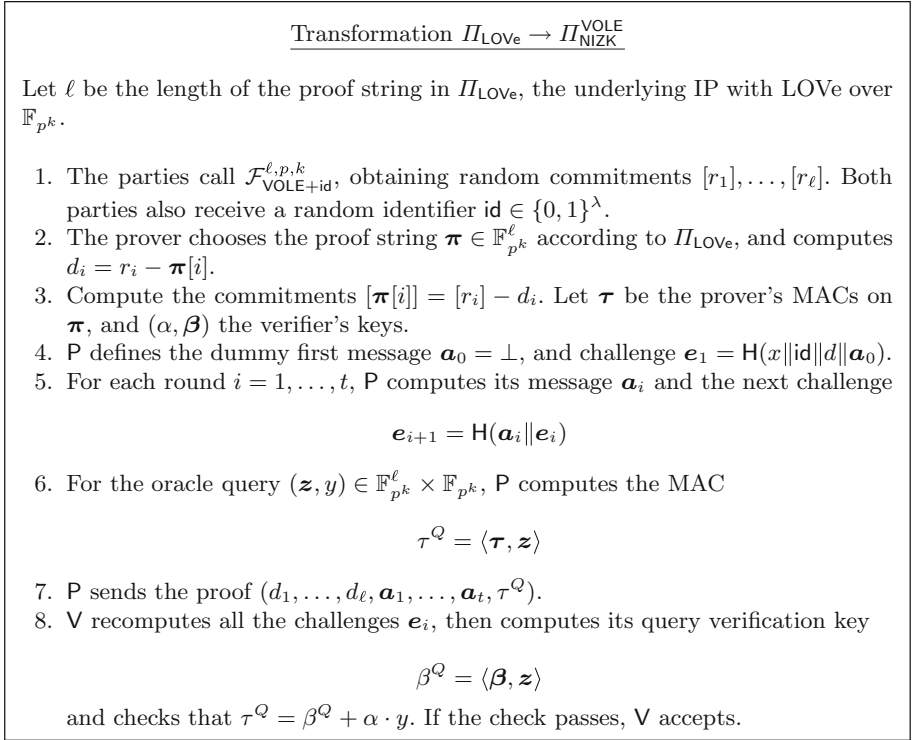 Transformation Π_LOVe → Π_NIZK^VOLE
Let ℓ be the length of the proof string in Π_LOVe, the underlying IP with LOVe over
𝔽_{p^k}.
1. The parties call ℱ_{VOLE+id}^{ℓ,p,k}, obtaining random commitments [r_1], . . . , [r_ℓ]. Both
parties also receive a random identifier id ∈ {0, 1}^λ.
2. The prover chooses the proof string π ∈ 𝔽_{p^k}^ℓ according to Π_LOVe, and computes
d_i = r_i − π[i].
3. Compute the commitments [π[i]] = [r_i] − d_i. Let τ be the prover's MACs on
π, and (α, β) the verifier's keys.
4. P defines the dummy first message a_0 = ⊥, and challenge e_1 = H(x‖id‖d‖a_0).
5. For each round i = 1, . . . , t, P computes its message a_i and the next challenge
e_{i+1} = H(a_i‖e_i)
6. For the oracle query (z, y) ∈ 𝔽_{p^k}^ℓ × 𝔽_{p^k}, P computes the MAC
τ^Q = ⟨τ, z⟩
7. P sends the proof (d_1, . . . , d_ℓ, a_1, . . . , a_t, τ^Q).
8. V recomputes all the challenges e_i, then computes its query verification key
β^Q = ⟨β, z⟩
and checks that τ^Q = β^Q + α · y. If the check passes, V accepts.